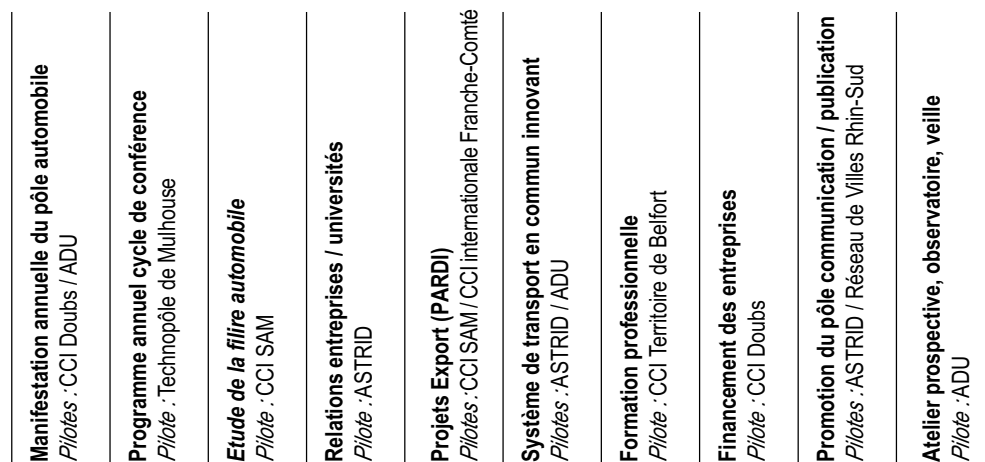 Manifestation annuelle du pôle automobile
Pilotes : CCI Doubs / ADU
Programme annuel cycle de conférence
Pilote : Technopôle de Mulhouse
Etude de la filire automobile
Pilote : CCI SAM
Relations entreprises / universités
Pilote : ASTRID
Projets Export (PARDI)
Pilotes : CCI SAM / CCI internationale Franche-Comté
Système de transport en commun innovant
Pilotes : ASTRID / ADU
Formation professionnelle
Pilote : CCI Territoire de Belfort
Financement des entreprises
Pilote : CCI Doubs
Promotion du pôle communication / publication
Pilotes : ASTRID / Réseau de Villes Rhin-Sud
Atelier prospective, observatoire, veille
Pilote : ADU